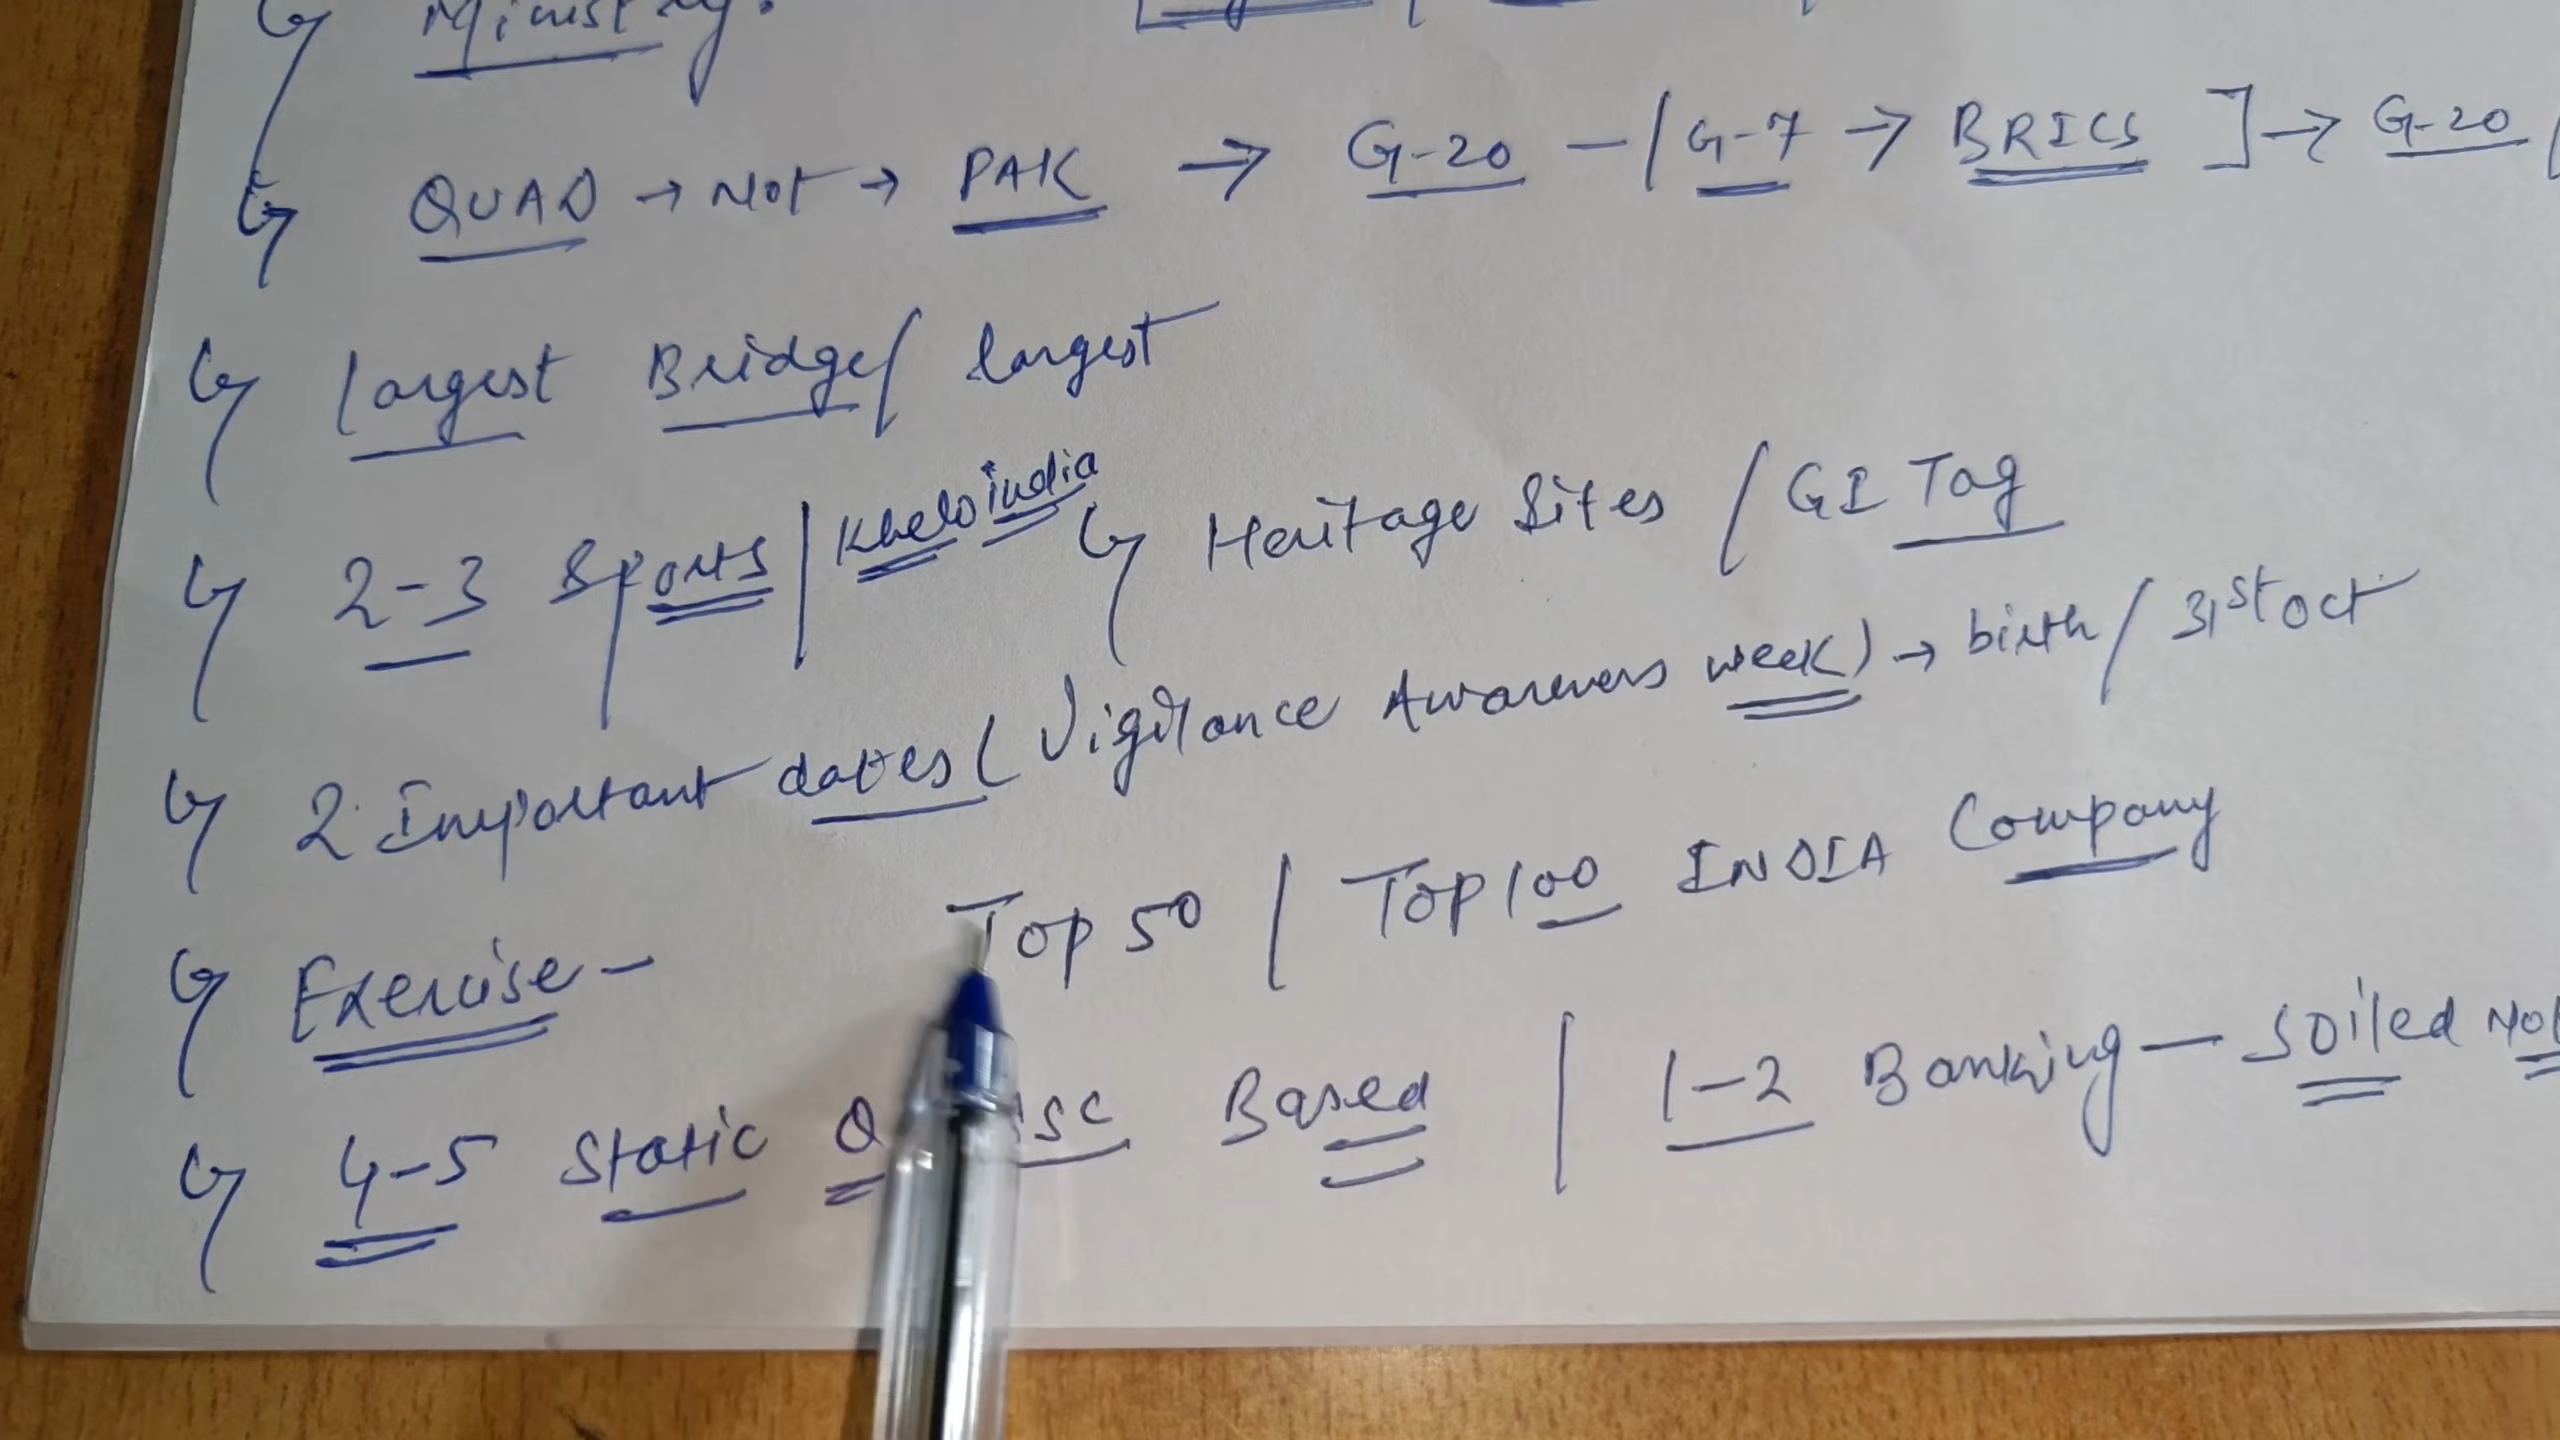 Ministry.
QUAD → Not → PAK → G-20 — / G-7 → BRICS ] → G-20 /
largest Bridge / largest
2-3 Sports | Khelo india
Heritage Sites / GI Tag
2 Important dates ( Vigilance Awareness week ) → birth / 31st oct
Exercise -
Top 50 / Top 100 INDIA Company
4-5 Static Q SSC Based | 1-2 Banking — Soiled